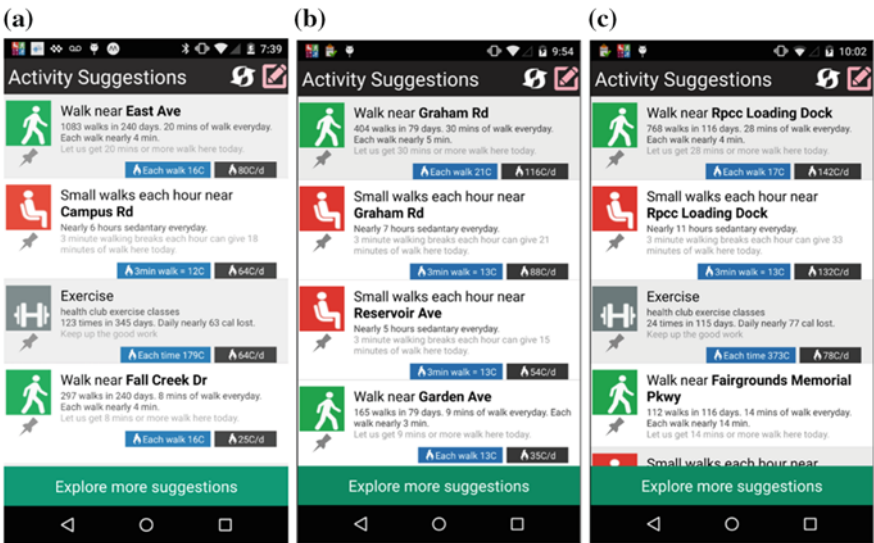 (a)
7:39
Activity Suggestions
Walk near East Ave
1083 walks in 240 days. 20 mins of walk everyday.
Each walk nearly 4 min.
Let us get 20 mins or more walk here today.
Each walk 16C
80C/d
Small walks each hour near
Campus Rd
Nearly 6 hours sedantary everyday.
3 minute walking breaks each hour can give 18
minutes of walk here today.
3min walk = 12C
64C/d
Exercise
health club exercise classes
123 times in 345 days. Daily nearly 63 cal lost.
Keep up the good work
Each time 179C
64C/d
Walk near Fall Creek Dr
297 walks in 240 days. 8 mins of walk everyday.
Each walk nearly 4 min.
Let us get 8 mins or more walk here today.
Each walk 16C
25C/d
Explore more suggestions
(b)
9:54
Activity Suggestions
Walk near Graham Rd
404 walks in 79 days. 30 mins of walk everyday.
Each walk nearly 5 min.
Let us get 30 mins or more walk here today.
Each walk 21C
116C/d
Small walks each hour near
Graham Rd
Nearly 7 hours sedantary everyday.
3 minute walking breaks each hour can give 21
minutes of walk here today.
3min walk = 13C
88C/d
Small walks each hour near
Reservoir Ave
Nearly 5 hours sedantary everyday.
3 minute walking breaks each hour can give 15
minutes of walk here today.
3min walk = 13C
54C/d
Walk near Garden Ave
165 walks in 79 days. 9 mins of walk everyday. Each
walk nearly 3 min.
Let us get 9 mins or more walk here today.
Each walk 13C
35C/d
Explore more suggestions
(c)
10:02
Activity Suggestions
Walk near Rpcc Loading Dock
768 walks in 116 days. 28 mins of walk everyday.
Each walk nearly 4 min.
Let us get 28 mins or more walk here today.
Each walk 17C
142C/d
Small walks each hour near
Rpcc Loading Dock
Nearly 11 hours sedantary everyday.
3 minute walking breaks each hour can give 33
minutes of walk here today.
3min walk = 13C
132C/d
Exercise
health club exercise classes
24 times in 115 days. Daily nearly 77 cal lost.
Keep up the good work
Each time 373C
78C/d
Walk near Fairgrounds Memorial
Pkwy
112 walks in 116 days. 14 mins of walk everyday.
Each walk nearly 14 min.
Let us get 14 mins or more walk here today.
Small walks each hour near
Explore more suggestions